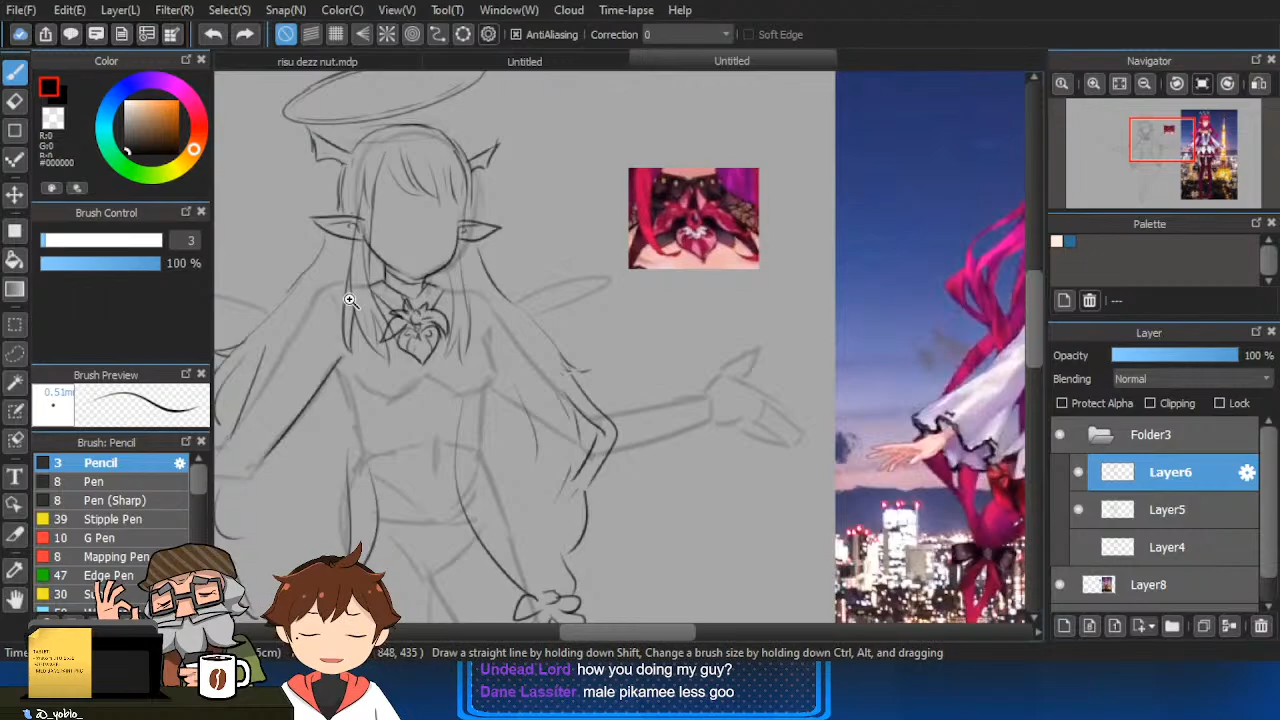 File(F) Edit(E) Layer(L) Filter(R) Select(S) Snap(N) Color(C) View(V) Tool(T) Window(W) Cloud Time-lapse Help
AntiAliasing Correction 0 Soft Edge
risu dezz nut.mdp Untitled Untitled
Color
R:0
G:0
B:0
#000000
Brush Control
3
100 %
Brush Preview
Brush: Pencil
3 Pencil
8 Pen
8 Pen (Sharp)
39 Stipple Pen
10 G Pen
8 Mapping Pen
47 Edge Pen
30
Navigator
Palette
---
Layer
Opacity 100 %
Blending Normal
Protect Alpha Clipping Lock
Folder3
Layer6
Layer5
Layer4
Layer8
848, 435 ) Draw a straight line by holding down Shift, Change a brush size by holding down Ctrl, Alt, and dragging
Undead Lord how you doing my guy?
Dane Lassiter male pikamee less goo